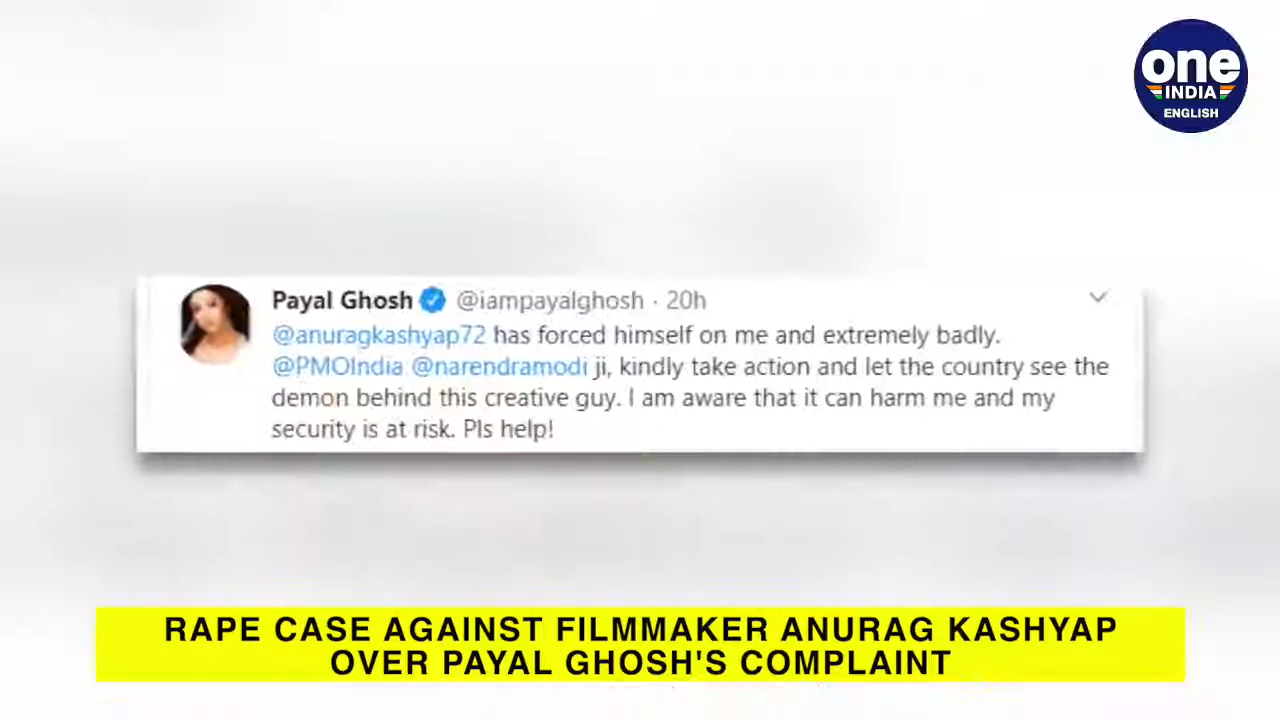 one
INDIA
ENGLISH
Payal Ghosh @iampayalghosh · 20h
@anuragkashyap72 has forced himself on me and extremely badly.
@PMOIndia @narendramodi ji, kindly take action and let the country see the
demon behind this creative guy. I am aware that it can harm me and my
security is at risk. Pls help!
RAPE CASE AGAINST FILMMAKER ANURAG KASHYAP
OVER PAYAL GHOSH'S COMPLAINT